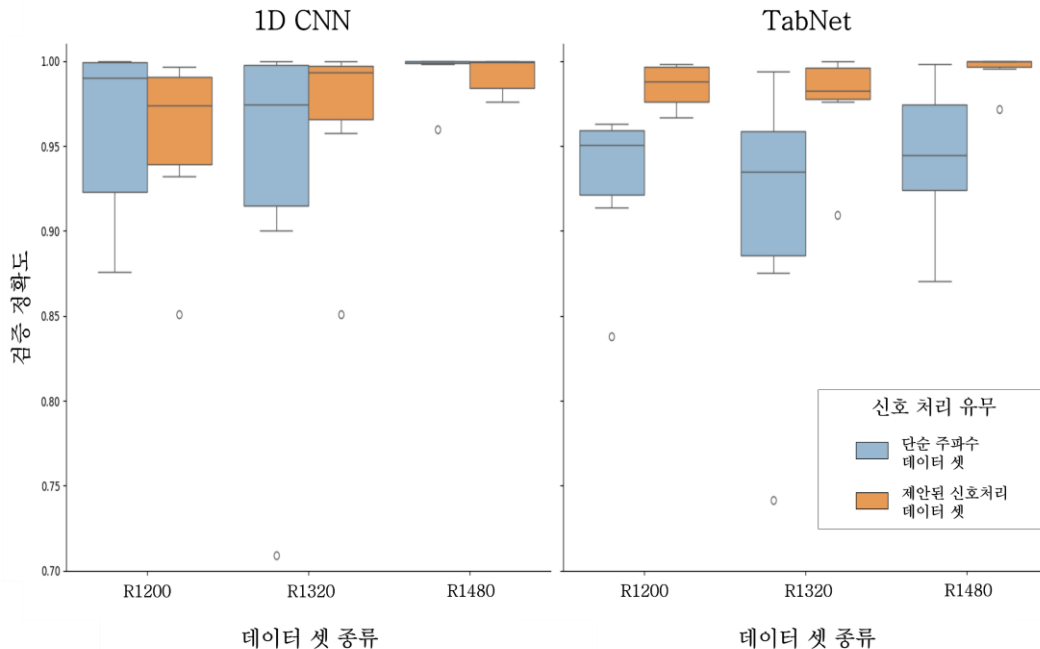 1D CNN
TabNet
검증 정확도
1.00
0.95
0.90
0.85
0.80
0.75
0.70
R1200
R1320
R1480
R1200
R1320
R1480
데이터 셋 종류
데이터 셋 종류
신호 처리 유무
단순 주파수
데이터 셋
제안된 신호처리
데이터 셋